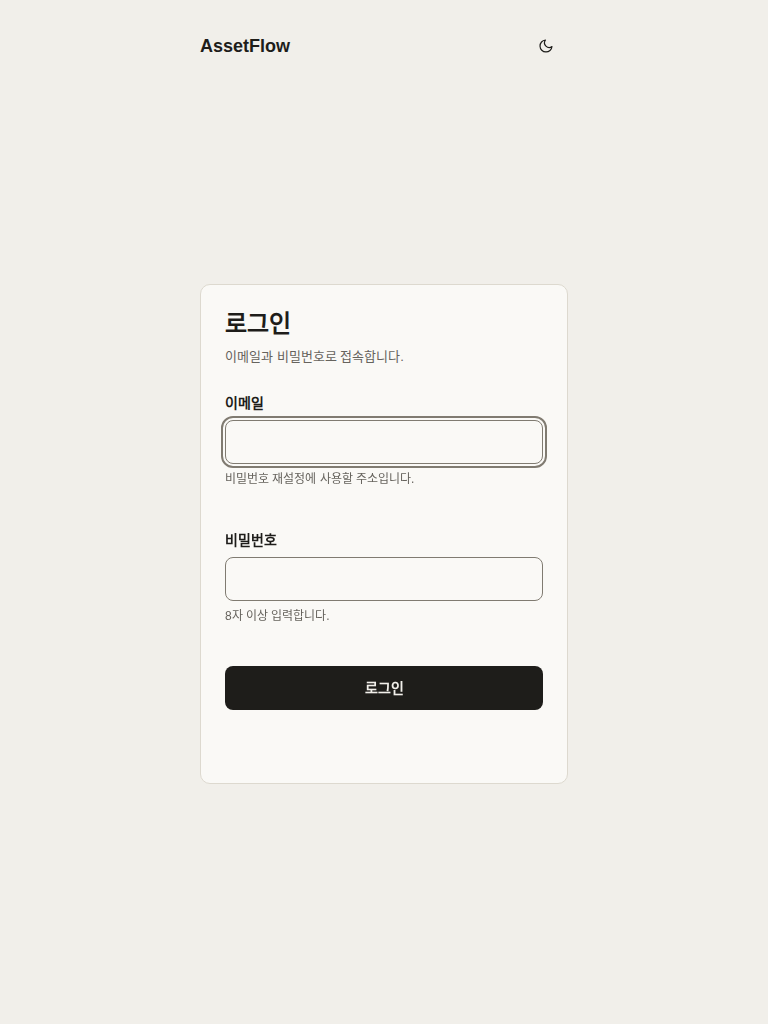 AssetFlow
로그인
이메일과 비밀번호로 접속합니다.
이메일
비밀번호 재설정에 사용할 주소입니다.
비밀번호
8자 이상 입력합니다.
로그인